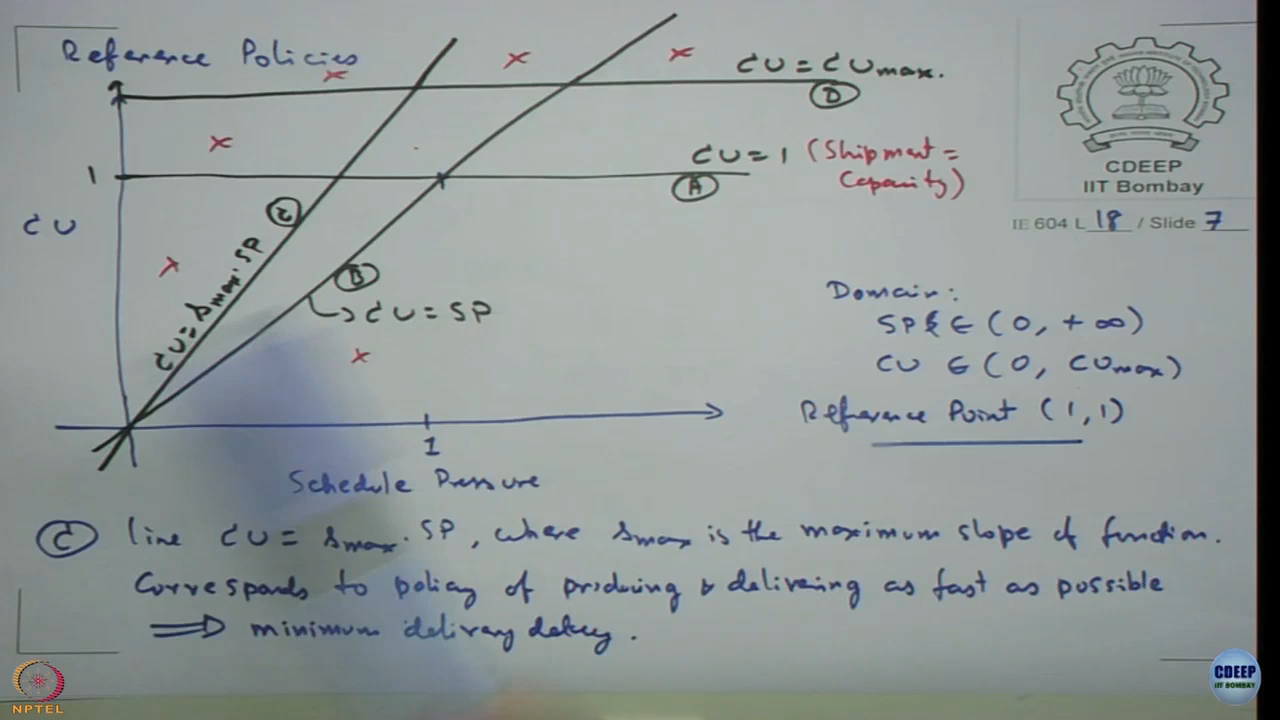 Reference Policies
CU = CUmax.
D
CU = 1 (Shipment = Capacity)
A
1
CU
C
CU = smax. SP
B
CU = SP
1
Schedule Pressure
CDEEP
IIT Bombay
IE 604 L 18 / Slide 7
Domain:
SP ∈ (0, +∞)
CU ∈ (0, CUmax)
Reference Point (1,1)
C line CU = smax. SP, where smax is the maximum slope of function.
Corresponds to policy of producing & delivering as fast as possible
⟹ minimum delivery delay.
NPTEL
CDEEP
IIT BOMBAY